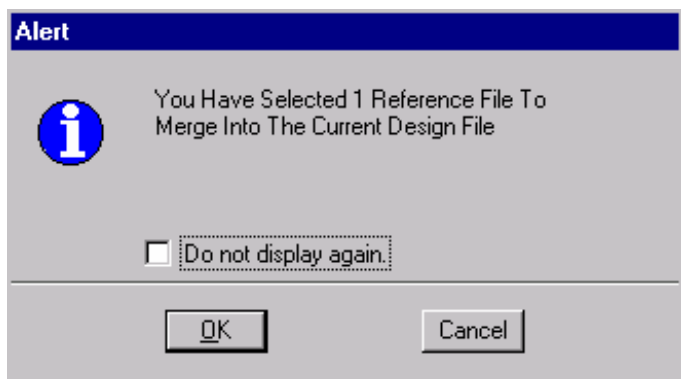 Alert
You Have Selected 1 Reference File To
Merge Into The Current Design File
Do not display again.
OK
Cancel